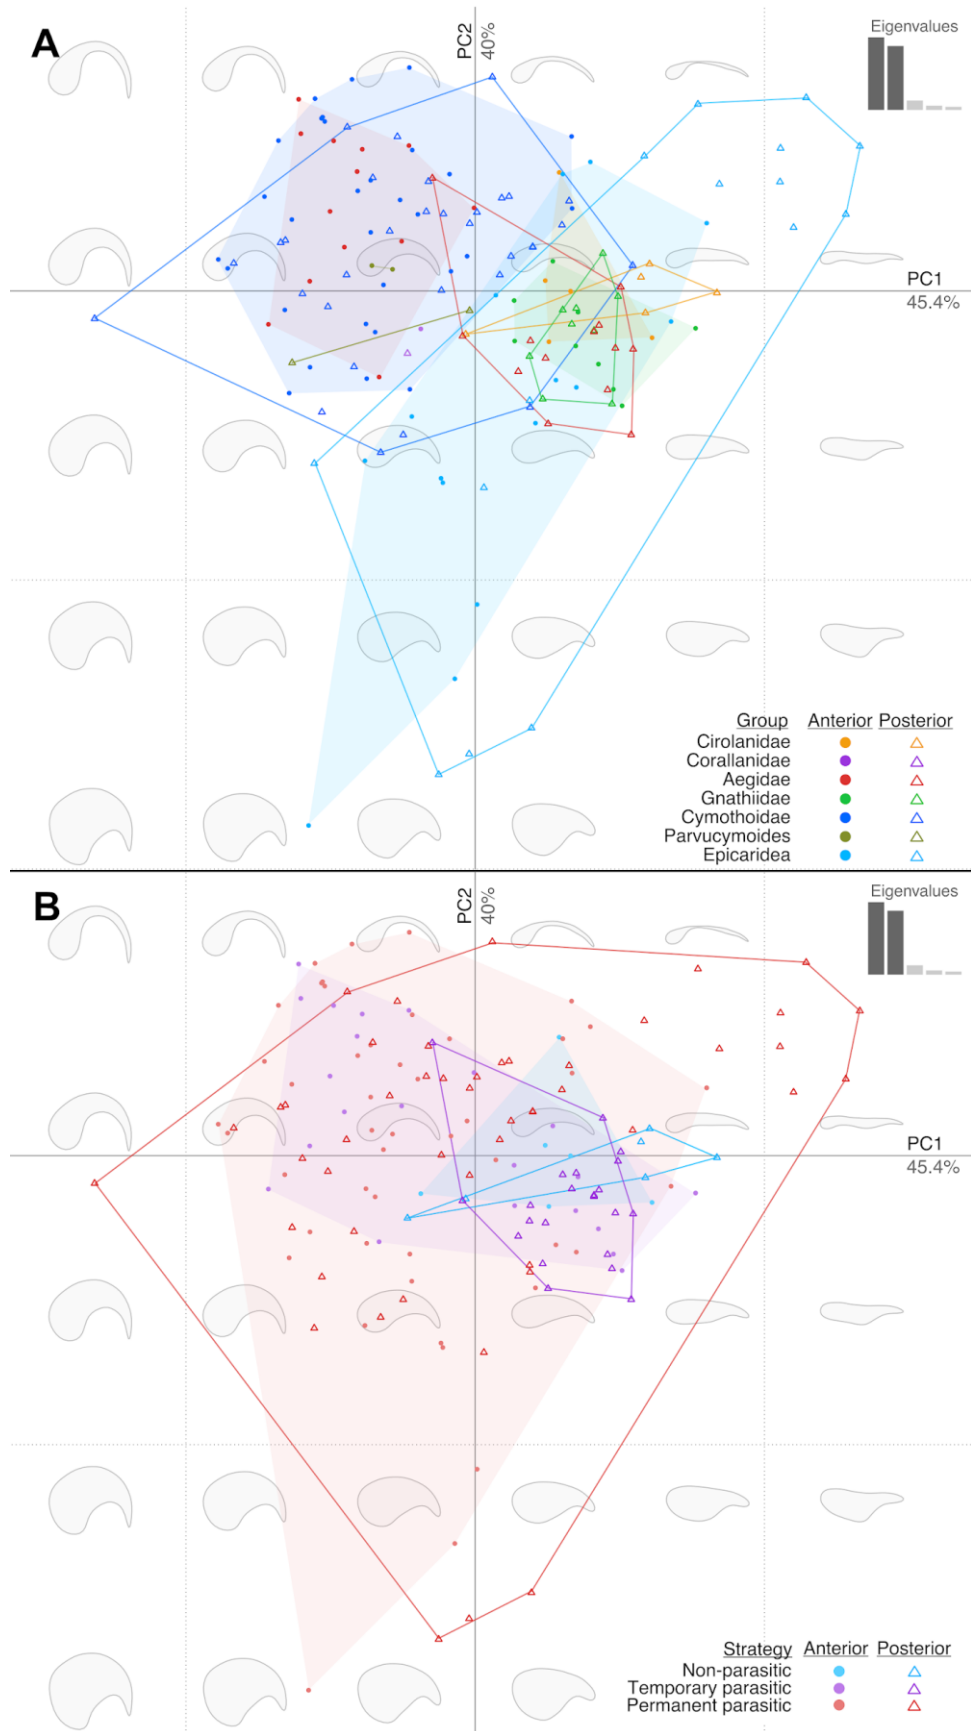 A
PC2
40%
Eigenvalues
PC1
45.4%
Group Anterior Posterior
Cirolanidae
Corallanidae
Aegidae
Gnathiidae
Cymothoidae
Parvucymoides
Epicaridea
B
PC2
40%
Eigenvalues
PC1
45.4%
Strategy Anterior Posterior
Non-parasitic
Temporary parasitic
Permanent parasitic